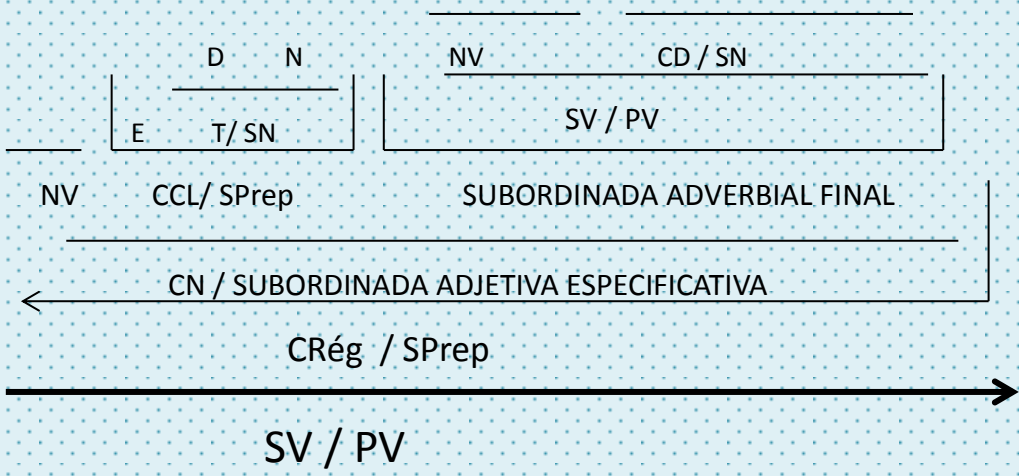 D N NV CD / SN
E T/ SN SV / PV
NV CCL/ SPrep SUBORDINADA ADVERBIAL FINAL
CN / SUBORDINADA ADJETIVA ESPECIFICATIVA
CRég / SPrep
SV / PV